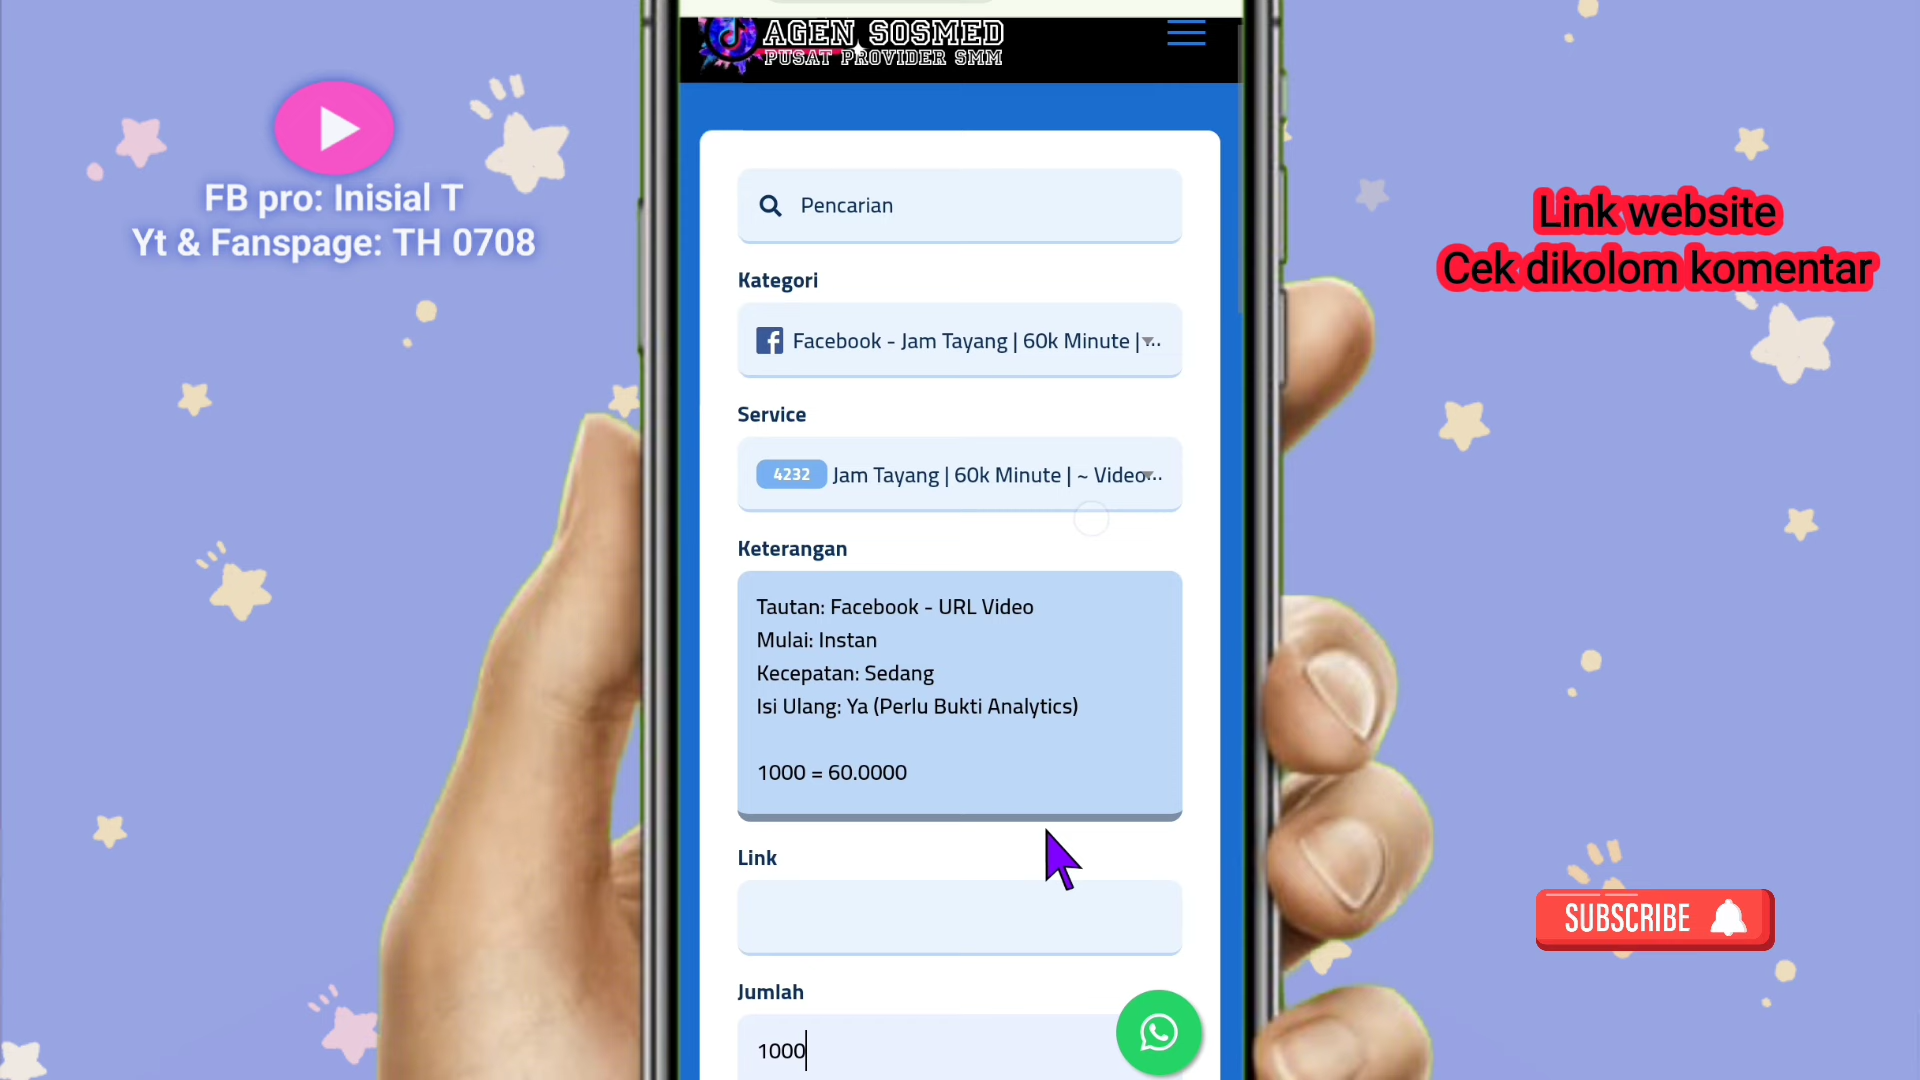 AGEN SOSMED
PUSAT PROVIDER SMM
FB pro: Inisial T
Yt & Fanspage: TH 0708
Link website
Cek dikolom komentar
Pencarian
Kategori
Facebook - Jam Tayang | 60k Minute |...
Service
4232 Jam Tayang | 60k Minute | ~ Video...
Keterangan
Tautan: Facebook - URL Video
Mulai: Instan
Kecepatan: Sedang
Isi Ulang: Ya (Perlu Bukti Analytics)
1000 = 60.0000
Link
Jumlah
1000
SUBSCRIBE